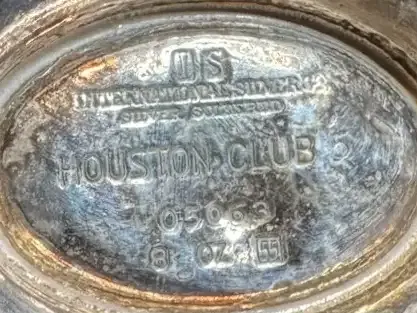 IS
INTERNATIONAL SILVER CO.
SILVER SOLDERED
HOUSTON CLUB
05063
8 OZ.